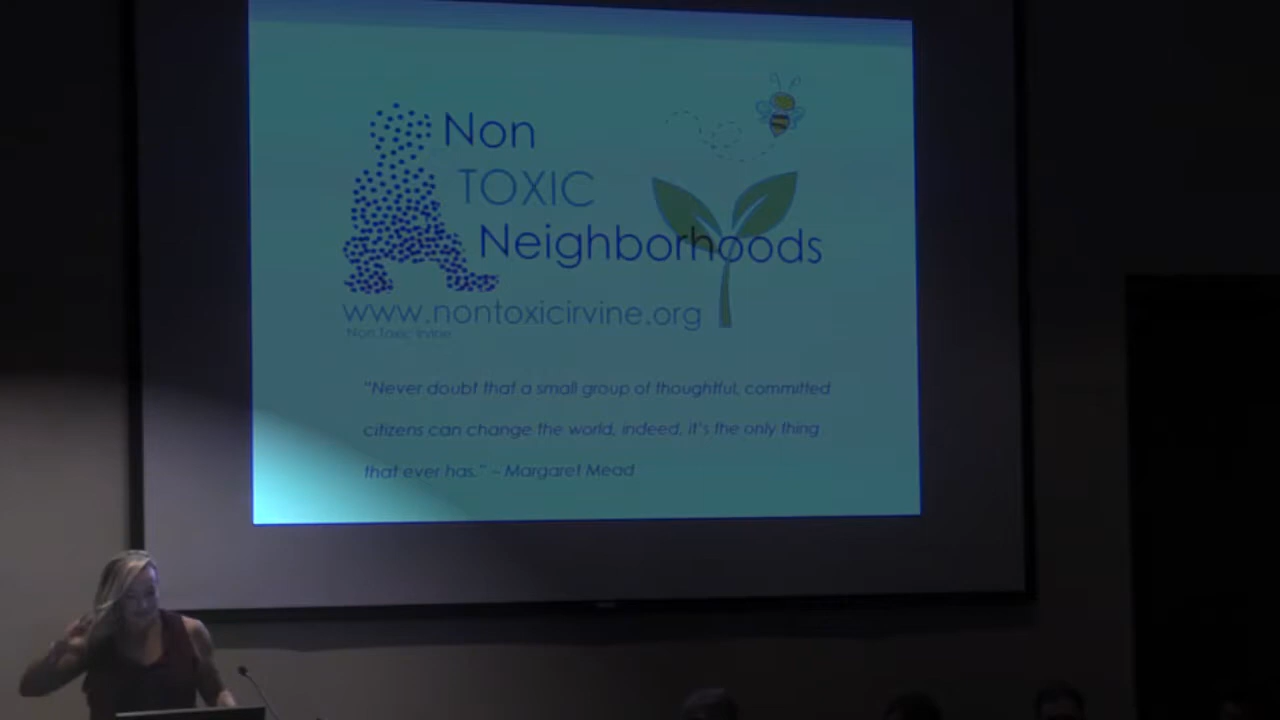 Non
TOXIC
Neighborhoods
www.nontoxicirvine.org
Non Toxic Irvine
"Never doubt that a small group of thoughtful, committed
citizens can change the world, indeed, it's the only thing
that ever has." – Margaret Mead